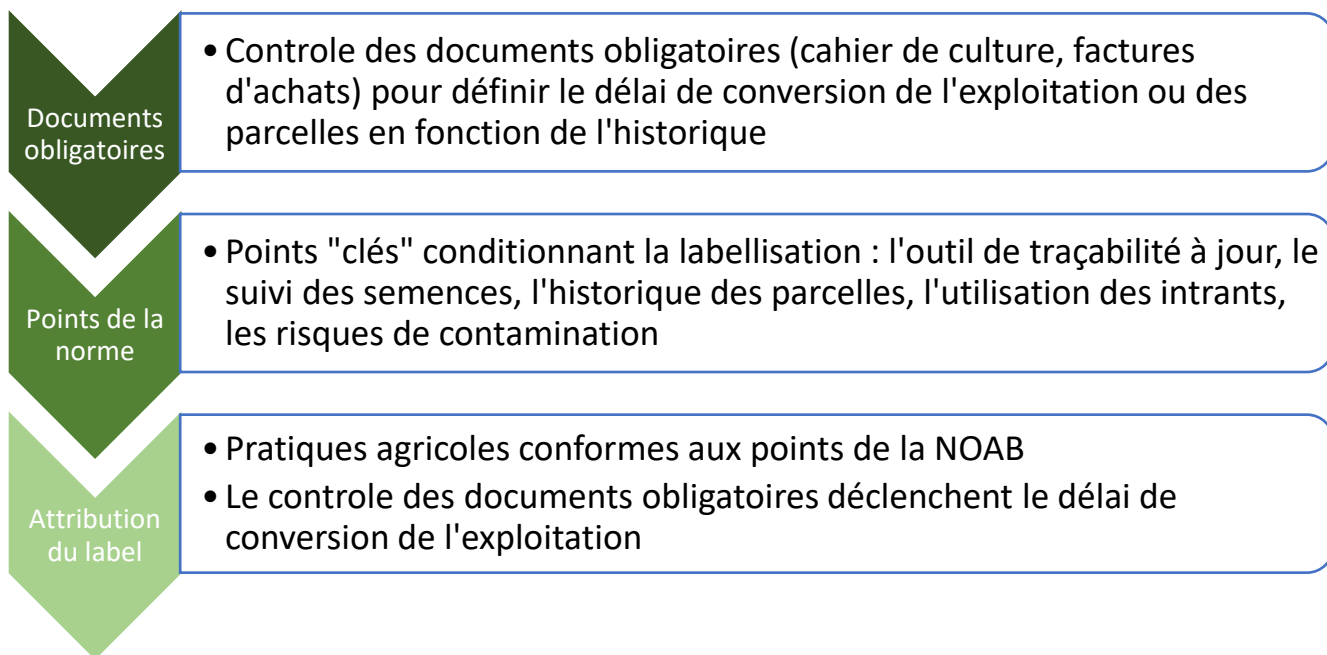 Documents
obligatoires
• Controle des documents obligatoires (cahier de culture, factures
d'achats) pour définir le délai de conversion de l'exploitation ou des
parcelles en fonction de l'historique
Points de la
norme
• Points "clés" conditionnant la labellisation : l'outil de traçabilité à jour, le
suivi des semences, l'historique des parcelles, l'utilisation des intrants,
les risques de contamination
Attribution
du label
• Pratiques agricoles conformes aux points de la NOAB
• Le controle des documents obligatoires déclenchent le délai de
conversion de l'exploitation